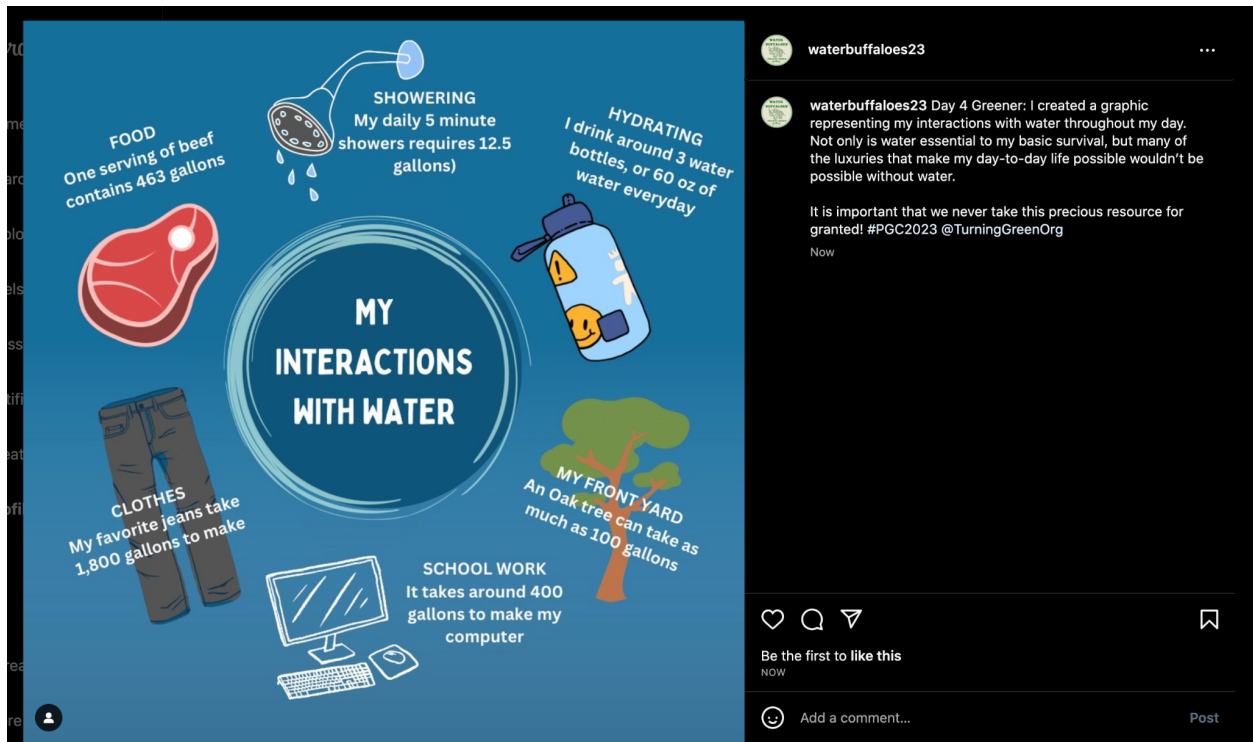 FOOD
One serving of beef
contains 463 gallons
SHOWERING
My daily 5 minute
showers requires 12.5
gallons)
HYDRATING
I drink around 3 water
bottles, or 60 oz of
water everyday
MY
INTERACTIONS
WITH WATER
CLOTHES
My favorite jeans take
1,800 gallons to make
MY FRONT YARD
An Oak tree can take as
much as 100 gallons
SCHOOL WORK
It takes around 400
gallons to make my
computer
waterbuffaloes23
waterbuffaloes23 Day 4 Greener: I created a graphic
representing my interactions with water throughout my day.
Not only is water essential to my basic survival, but many of
the luxuries that make my day-to-day life possible wouldn't be
possible without water.
It is important that we never take this precious resource for
granted! #PGC2023 @TurningGreenOrg
Now
Be the first to like this
NOW
Add a comment...
Post